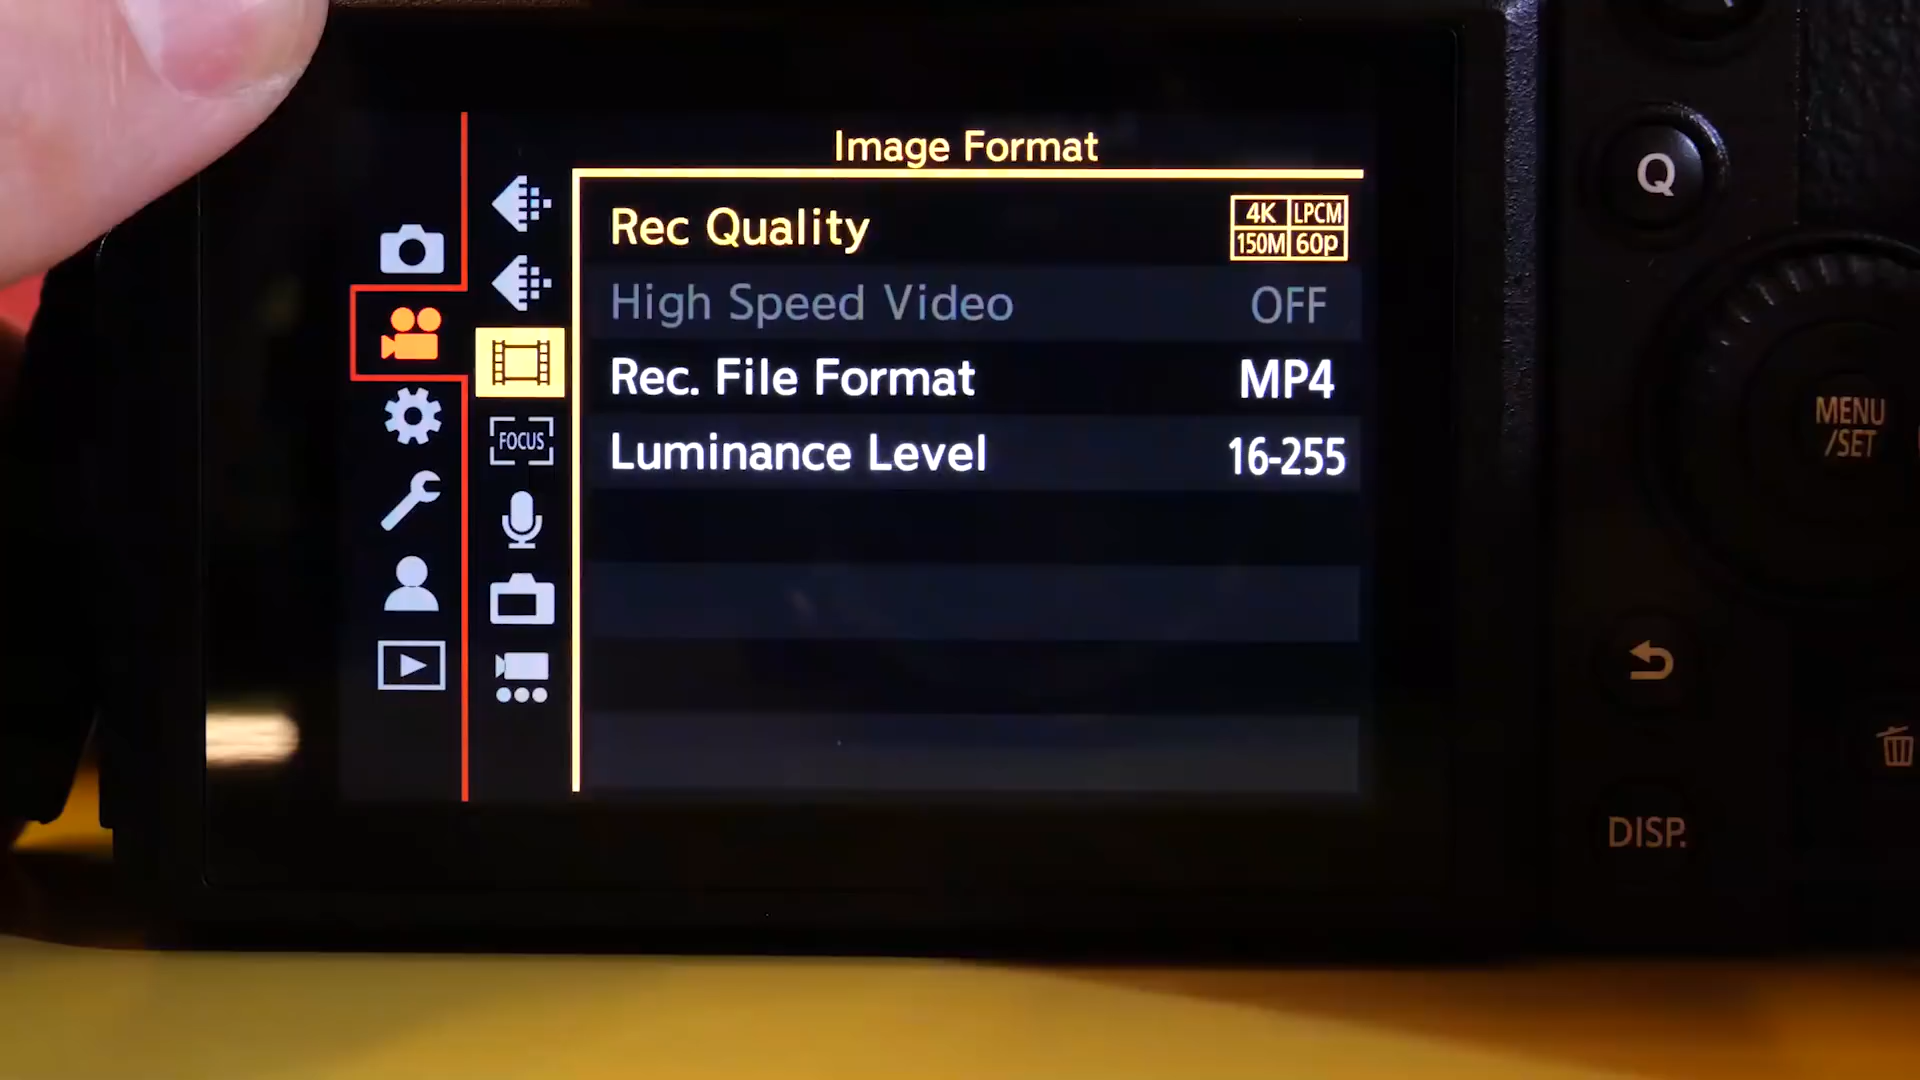 Image Format
Rec Quality
4K LPCM
150M 60p
High Speed Video OFF
Rec. File Format MP4
Luminance Level 16-255
FOCUS
Q
MENU
/SET
DISP.